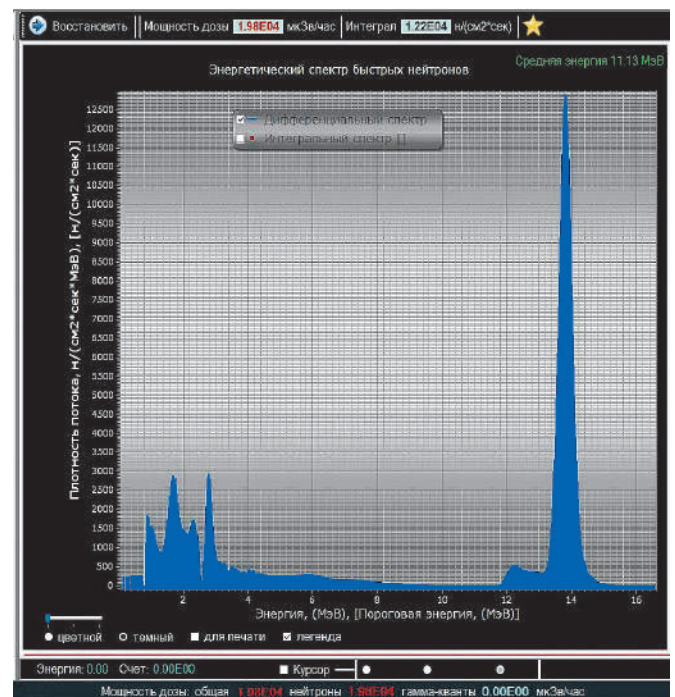 Восстановить Мощность дозы 1.98E04 мкЗв/час Интеграл 1.22E04 н/(см2*сек)
Средняя энергия 11.13 МэВ
Энергетический спектр быстрых нейтронов
Дифференциальный спектр
Интегральный спектр []
Плотность потока, н/(см2*сек*МэВ), [н/(см2*сек)]
12500
12000
11500
11000
10500
10000
9500
9000
8500
8000
7500
7000
6500
6000
5500
5000
4500
4000
3500
3000
2500
2000
1500
1000
500
0
2 4 6 8 10 12 14 16
Энергия, (МэВ), [Пороговая энергия, (МэВ)]
цветной темный для печати легенда
Энергия: 0.00 Счет: 0.00E00 Курсор
Мощность дозы: общая 1.98E04 нейтроны 1.98E04 гамма-кванты 0.00E00 мкЗв/час